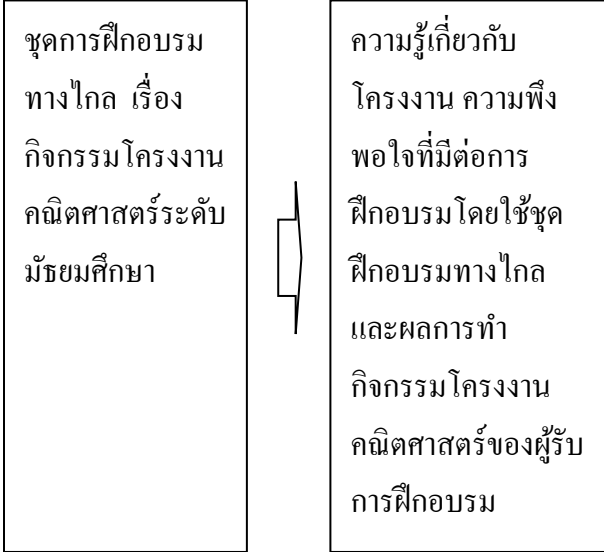 ชุดการฝึกอบรม
ทางไกล เรื่อง
กิจกรรมโครงงาน
คณิตศาสตร์ระดับ
มัธยมศึกษา
ความรู้เกี่ยวกับ
โครงงาน ความพึง
พอใจที่มีต่อการ
ฝึกอบรมโดยใช้ชุด
ฝึกอบรมทางไกล
และผลการทำ
กิจกรรมโครงงาน
คณิตศาสตร์ของผู้รับ
การฝึกอบรม